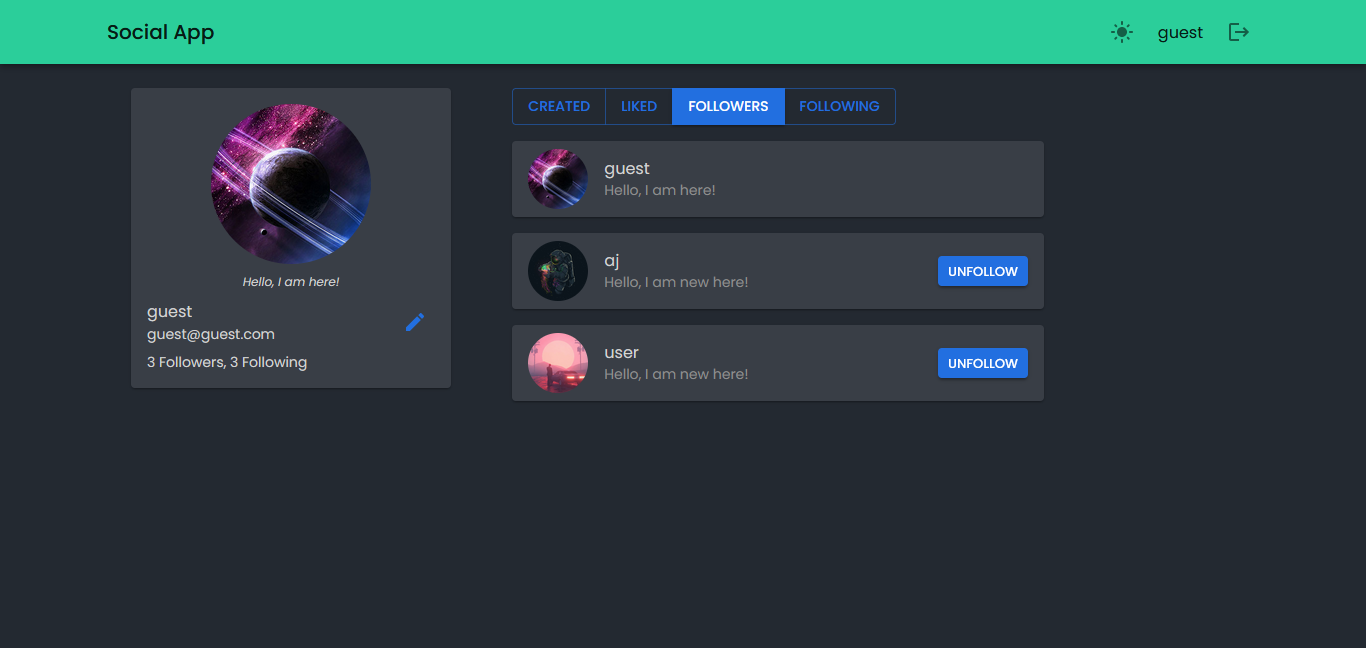 Social App
guest
Hello, I am here!
guest
guest@guest.com
3 Followers, 3 Following
CREATED LIKED FOLLOWERS FOLLOWING
guest
Hello, I am here!
aj
Hello, I am new here!
UNFOLLOW
user
Hello, I am new here!
UNFOLLOW